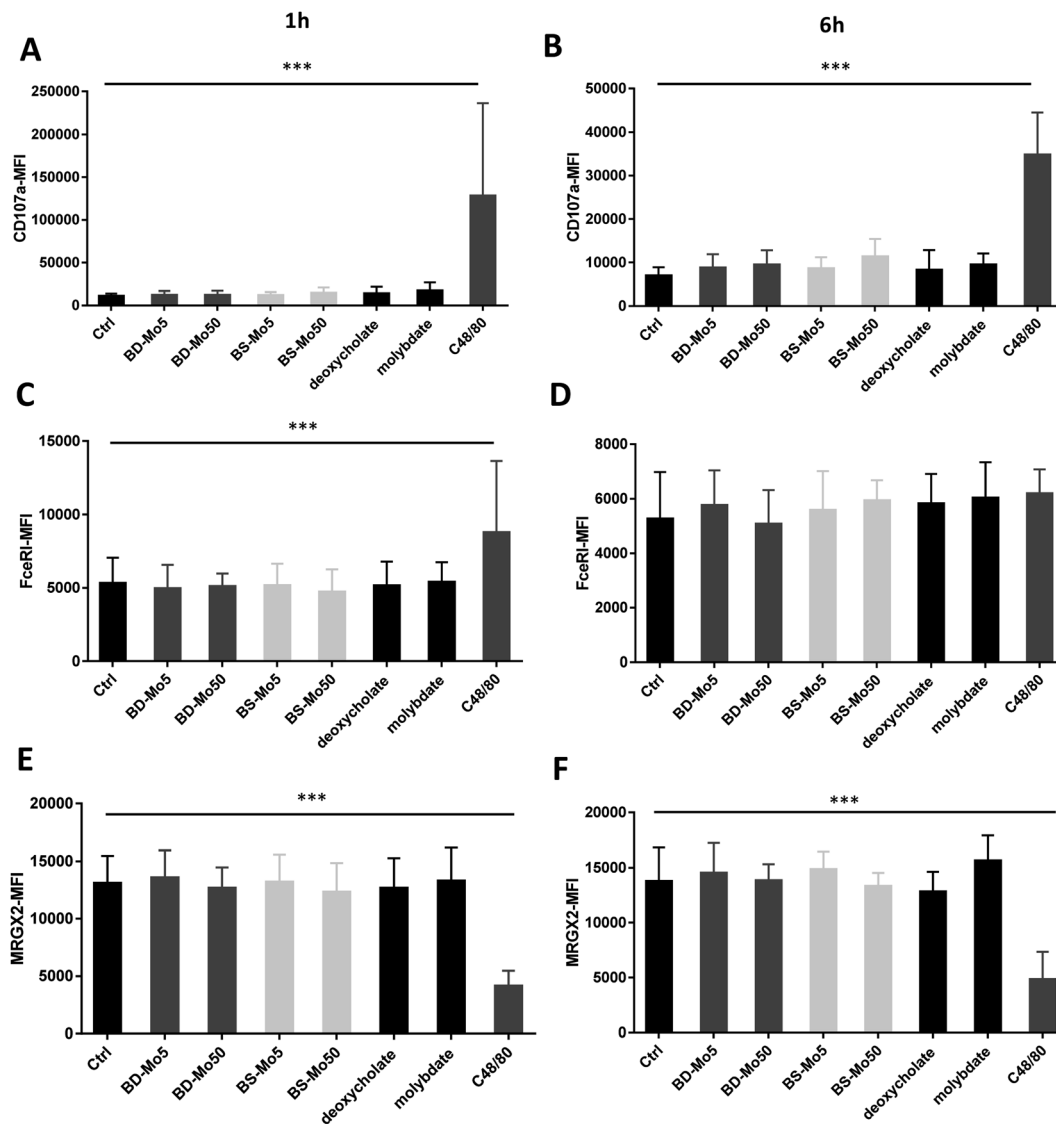 1h
6h
A
***
CD107a-MFI
250000
200000
150000
100000
50000
0
Ctrl
BD-Mo5
BD-Mo50
BS-Mo5
BS-Mo50
deoxycholate
molybdate
C48/80
B
***
CD107a-MFI
50000
40000
30000
20000
10000
0
Ctrl
BD-Mo5
BD-Mo50
BS-Mo5
BS-Mo50
deoxycholate
molybdate
C48/80
C
***
FceRI-MFI
15000
10000
5000
0
Ctrl
BD-Mo5
BD-Mo50
BS-Mo5
BS-Mo50
deoxycholate
molybdate
C48/80
D
FceRI-MFI
8000
6000
4000
2000
0
Ctrl
BD-Mo5
BD-Mo50
BS-Mo5
BS-Mo50
deoxycholate
molybdate
C48/80
E
***
MRGX2-MFI
20000
15000
10000
5000
0
Ctrl
BD-Mo5
BD-Mo50
BS-Mo5
BS-Mo50
deoxycholate
molybdate
C48/80
F
***
MRGX2-MFI
20000
15000
10000
5000
0
Ctrl
BD-Mo5
BD-Mo50
BS-Mo5
BS-Mo50
deoxycholate
molybdate
C48/80